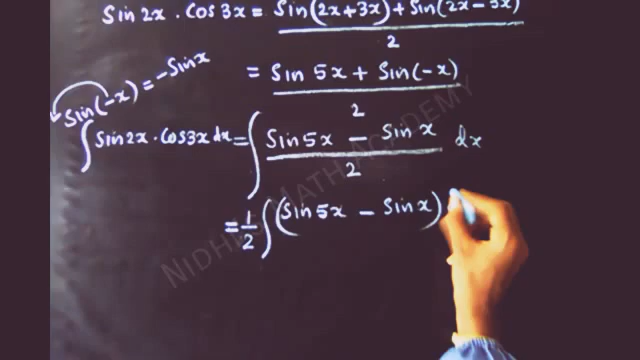 Sin 2x · Cos 3x = Sin(2x+3x) + Sin(2x-3x) / 2
Sin(-x) = -Sin x
= Sin 5x + Sin(-x) / 2
∫ Sin 2x · Cos 3x dx = ∫ Sin 5x - Sin x / 2 dx
= 1/2 ∫ (Sin 5x - Sin x)
NIDHI'S MATH ACADEMY